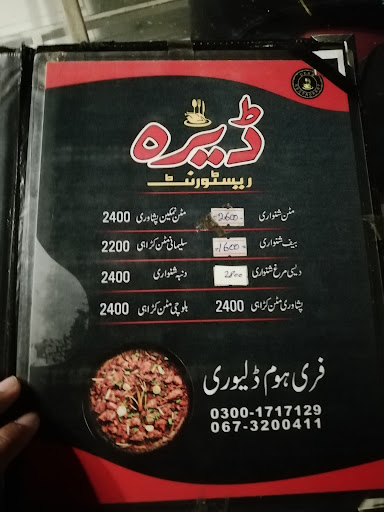 ڈیرہ
ریسٹورنٹ
مٹن شنواری 2600 مٹن نمکین پشاوری 2400
بیف شنواری 1600 سلیمانی مٹن کڑاہی 2200
دیسی مرغ شنواری دنبہ شنواری 2400
پشاوری مٹن کڑاہی 2400 بلوچی مٹن کڑاہی 2400
فری ہوم ڈلیوری
0300-1717129
067-3200411